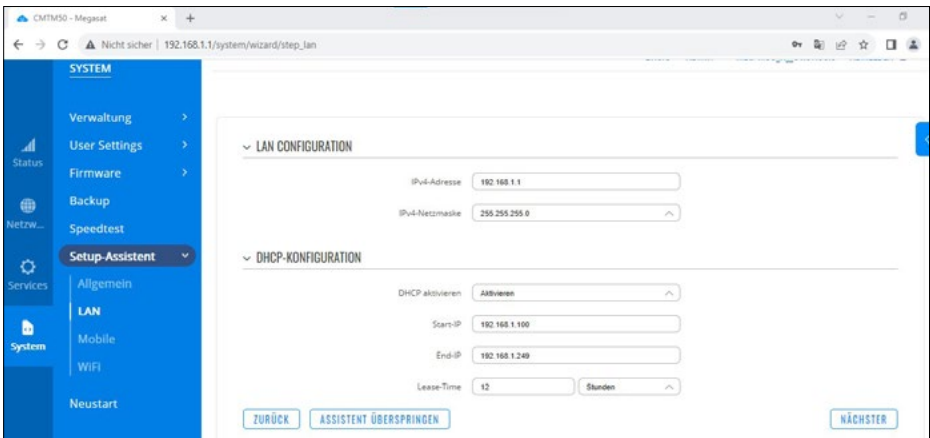 CMTM50 - Megasat
Nicht sicher | 192.168.1.1/system/wizard/step_lan
SYSTEM
Verwaltung
User Settings
Firmware
Backup
Speedtest
Setup-Assistent
Allgemein
LAN
Mobile
WiFi
Neustart
Status
Netzw...
Services
System
LAN CONFIGURATION
IPv4-Adresse 192.168.1.1
IPv4-Netzmaske 255.255.255.0
DHCP-KONFIGURATION
DHCP aktivieren Aktivieren
Start-IP 192.168.1.100
End-IP 192.168.1.249
Lease-Time 12 Stunden
ZURÜCK ASSISTENT ÜBERSPRINGEN NÄCHSTER